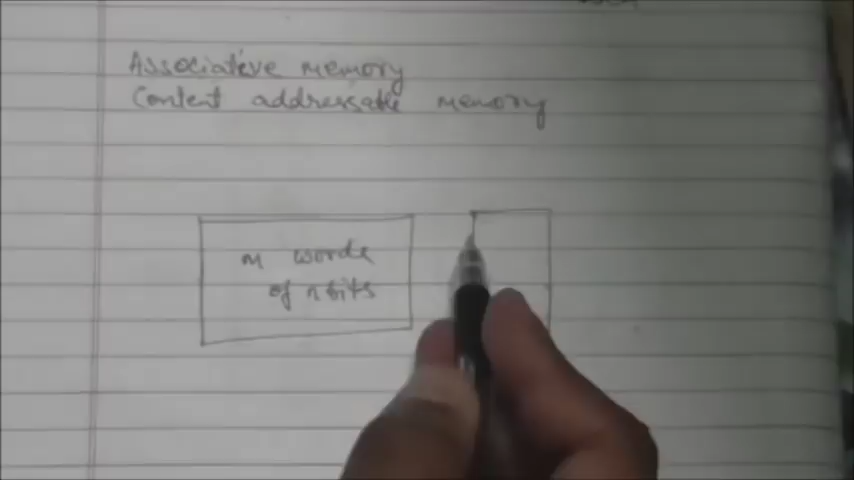 Associative memory
Content addressable memory
m words
of n bits